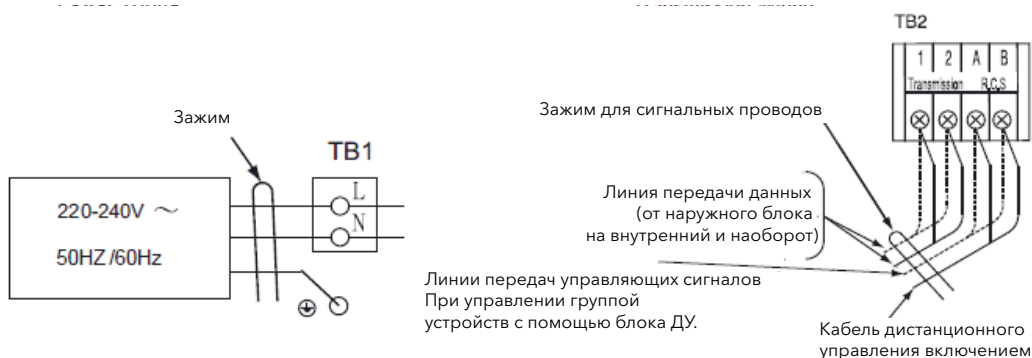 Зажим
TB1
L
N
220-240V ~
50HZ /60Hz
TB2
1 2 A B
Transmission R.C.S
Зажим для сигнальных проводов
Линия передачи данных
(от наружного блока
на внутренний и наоборот)
Линии передач управляющих сигналов
При управлении группой
устройств с помощью блока ДУ.
Кабель дистанционного
управления включением